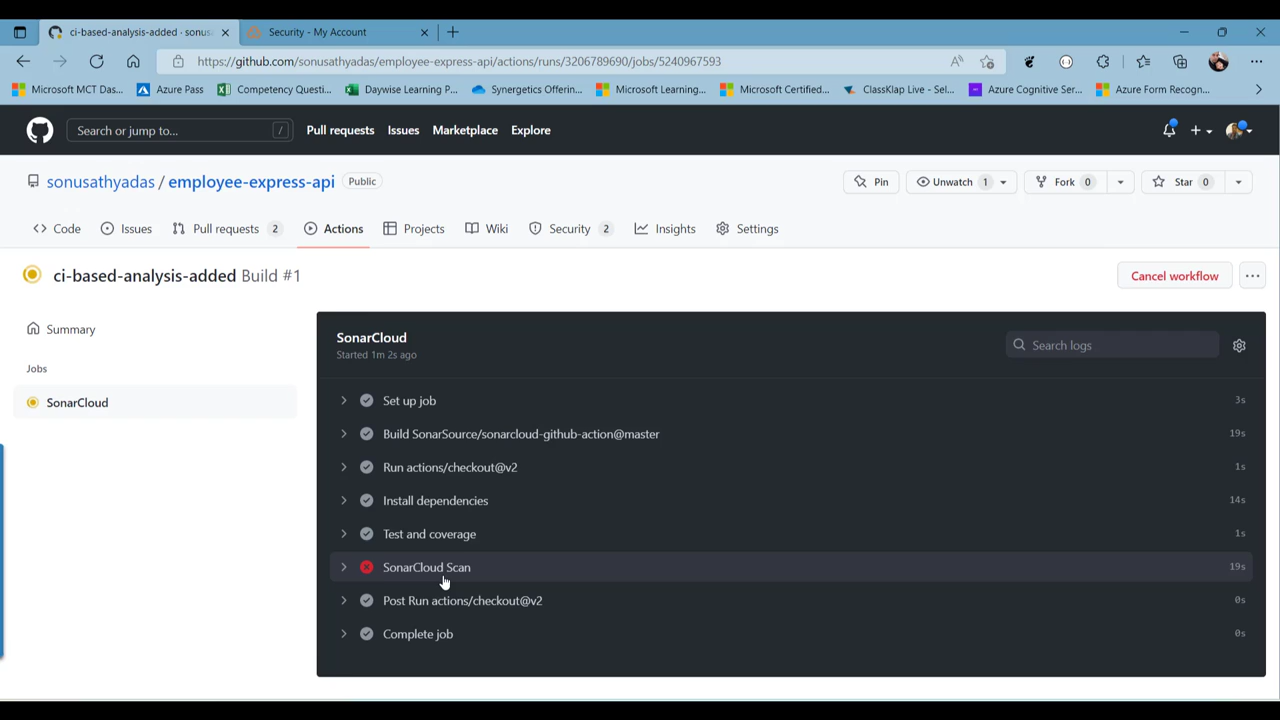 ci-based-analysis-added · sonus
Security - My Account
https://github.com/sonusathyadas/employee-express-api/actions/runs/3206789690/jobs/5240967593
Microsoft MCT Das...
Azure Pass
Competency Questi...
Daywise Learning P...
Synergetics Offerin...
Microsoft Learning...
Microsoft Certified...
ClassKlap Live - Sel...
Azure Cognitive Ser...
Azure Form Recogn...
Search or jump to...
/
Pull requests
Issues
Marketplace
Explore
sonusathyadas / employee-express-api
Public
Pin
Unwatch 1
Fork 0
Star 0
Code
Issues
Pull requests 2
Actions
Projects
Wiki
Security 2
Insights
Settings
ci-based-analysis-added Build #1
Cancel workflow
Summary
Jobs
SonarCloud
SonarCloud
Started 1m 2s ago
Search logs
Set up job 3s
Build SonarSource/sonarcloud-github-action@master 19s
Run actions/checkout@v2 1s
Install dependencies 14s
Test and coverage 1s
SonarCloud Scan 19s
Post Run actions/checkout@v2 0s
Complete job 0s